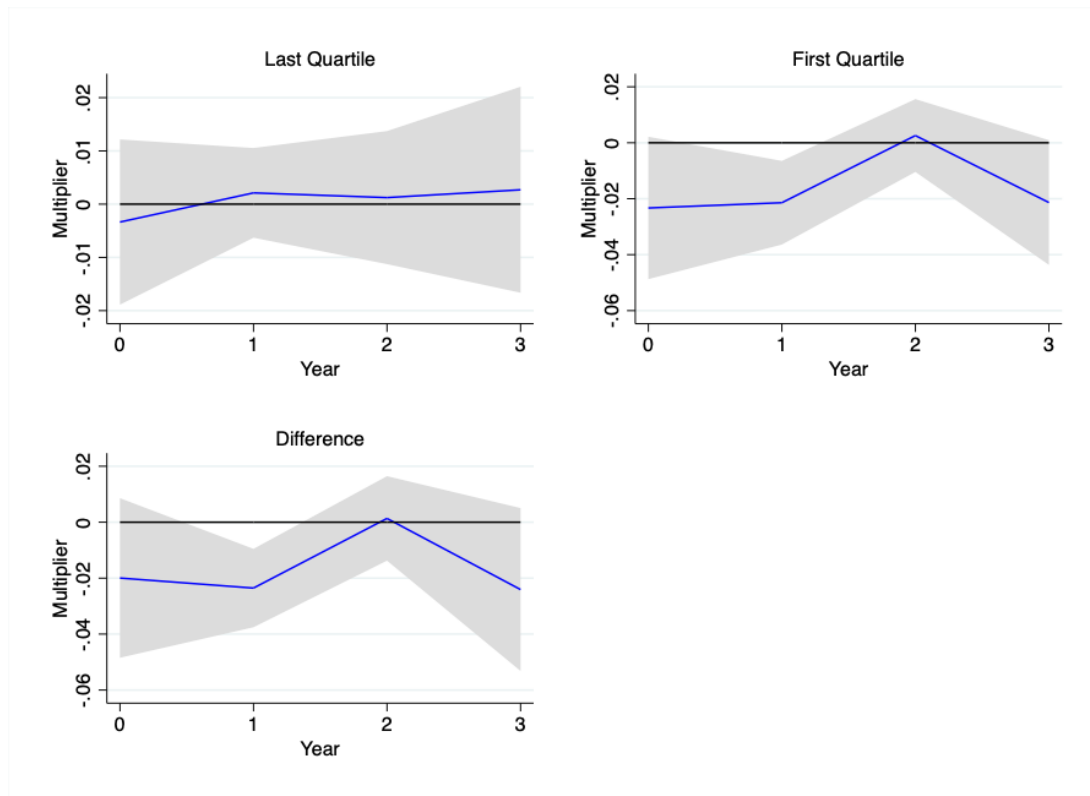 Last Quartile
Multiplier
.02
.01
0
-.01
-.02
0 1 2 3
Year
First Quartile
Multiplier
.02
0
-.02
-.04
-.06
0 1 2 3
Year
Difference
Multiplier
.02
0
-.02
-.04
-.06
0 1 2 3
Year